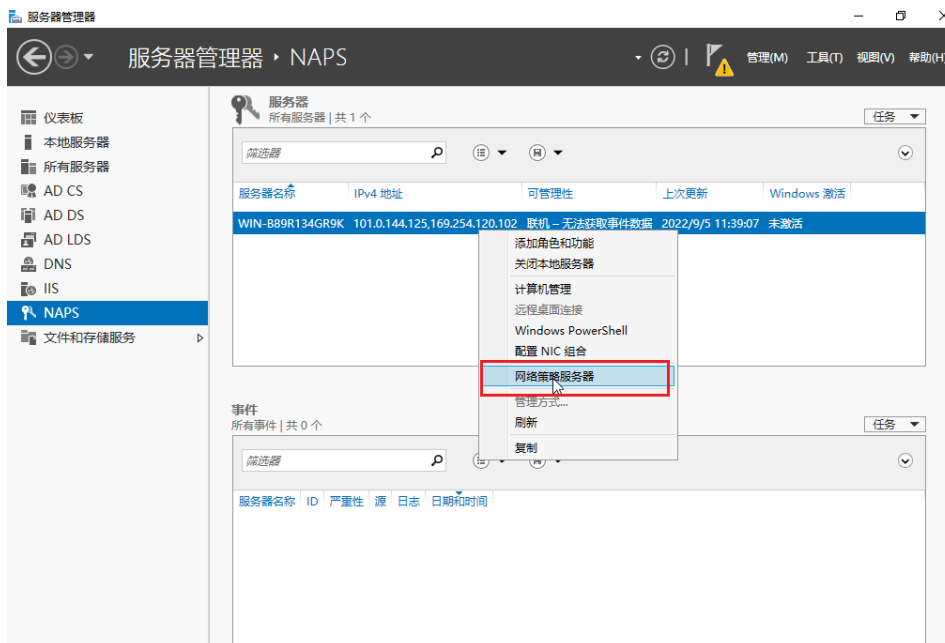 服务器管理器
服务器管理器 · NAPS
管理(M) 工具(T) 视图(V) 帮助(H
仪表板
本地服务器
所有服务器
AD CS
AD DS
AD LDS
DNS
IIS
NAPS
文件和存储服务
服务器
所有服务器 | 共 1 个
任务
筛选器
服务器名称 IPv4 地址 可管理性 上次更新 Windows 激活
WIN-B89R134GR9K 101.0.144.125,169.254.120.102 联机 – 无法获取事件数据 2022/9/5 11:39:07 未激活
添加角色和功能
关闭本地服务器
计算机管理
远程桌面连接
Windows PowerShell
配置 NIC 组合
网络策略服务器
管理方式...
刷新
复制
事件
所有事件 | 共 0 个
任务
筛选器
服务器名称 ID 严重性 源 日志 日期和时间